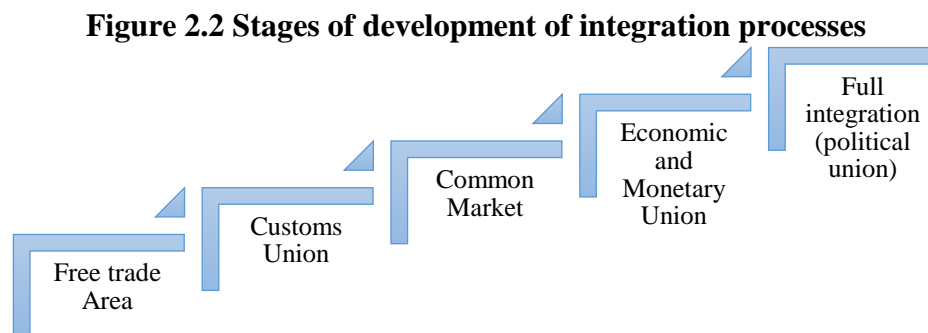 Figure 2.2 Stages of development of integration processes
Free trade
Area
Customs
Union
Common
Market
Economic
and
Monetary
Union
Full
integration
(political
union)